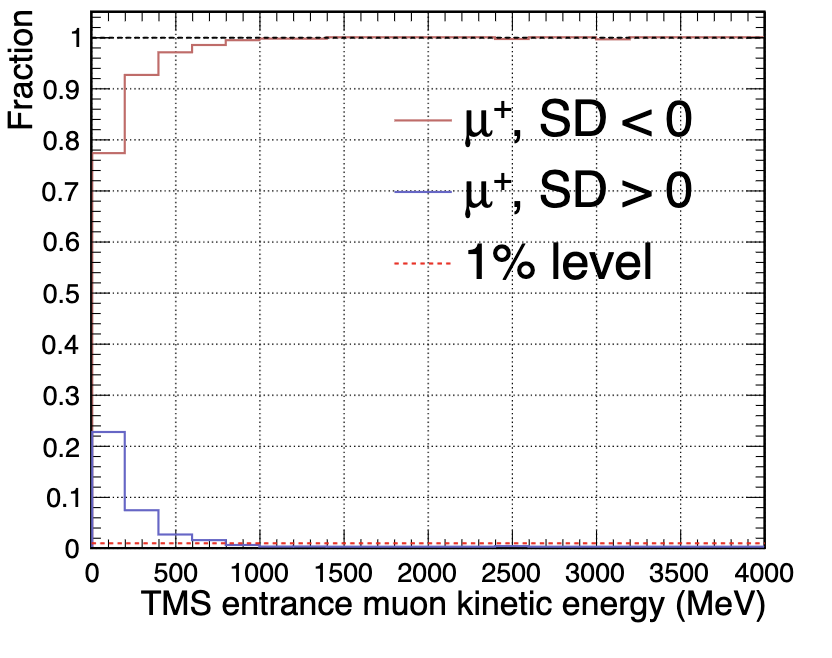 Fraction
1
0.9
0.8
0.7
0.6
0.5
0.4
0.3
0.2
0.1
0
μ⁺, SD < 0
μ⁺, SD > 0
1% level
0 500 1000 1500 2000 2500 3000 3500 4000
TMS entrance muon kinetic energy (MeV)